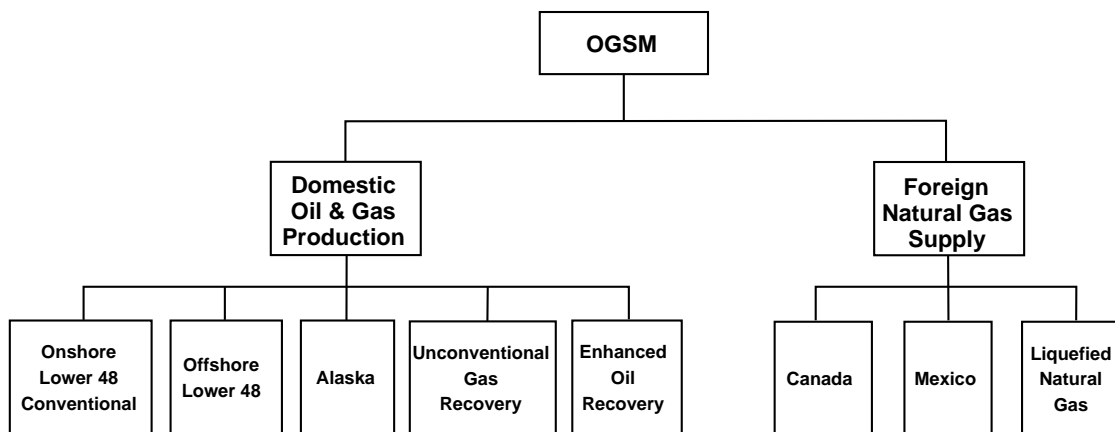 OGSM
Domestic
Oil & Gas
Production
Foreign
Natural Gas
Supply
Onshore
Lower 48
Conventional
Offshore
Lower 48
Alaska
Unconventional
Gas
Recovery
Enhanced
Oil
Recovery
Canada
Mexico
Liquefied
Natural
Gas